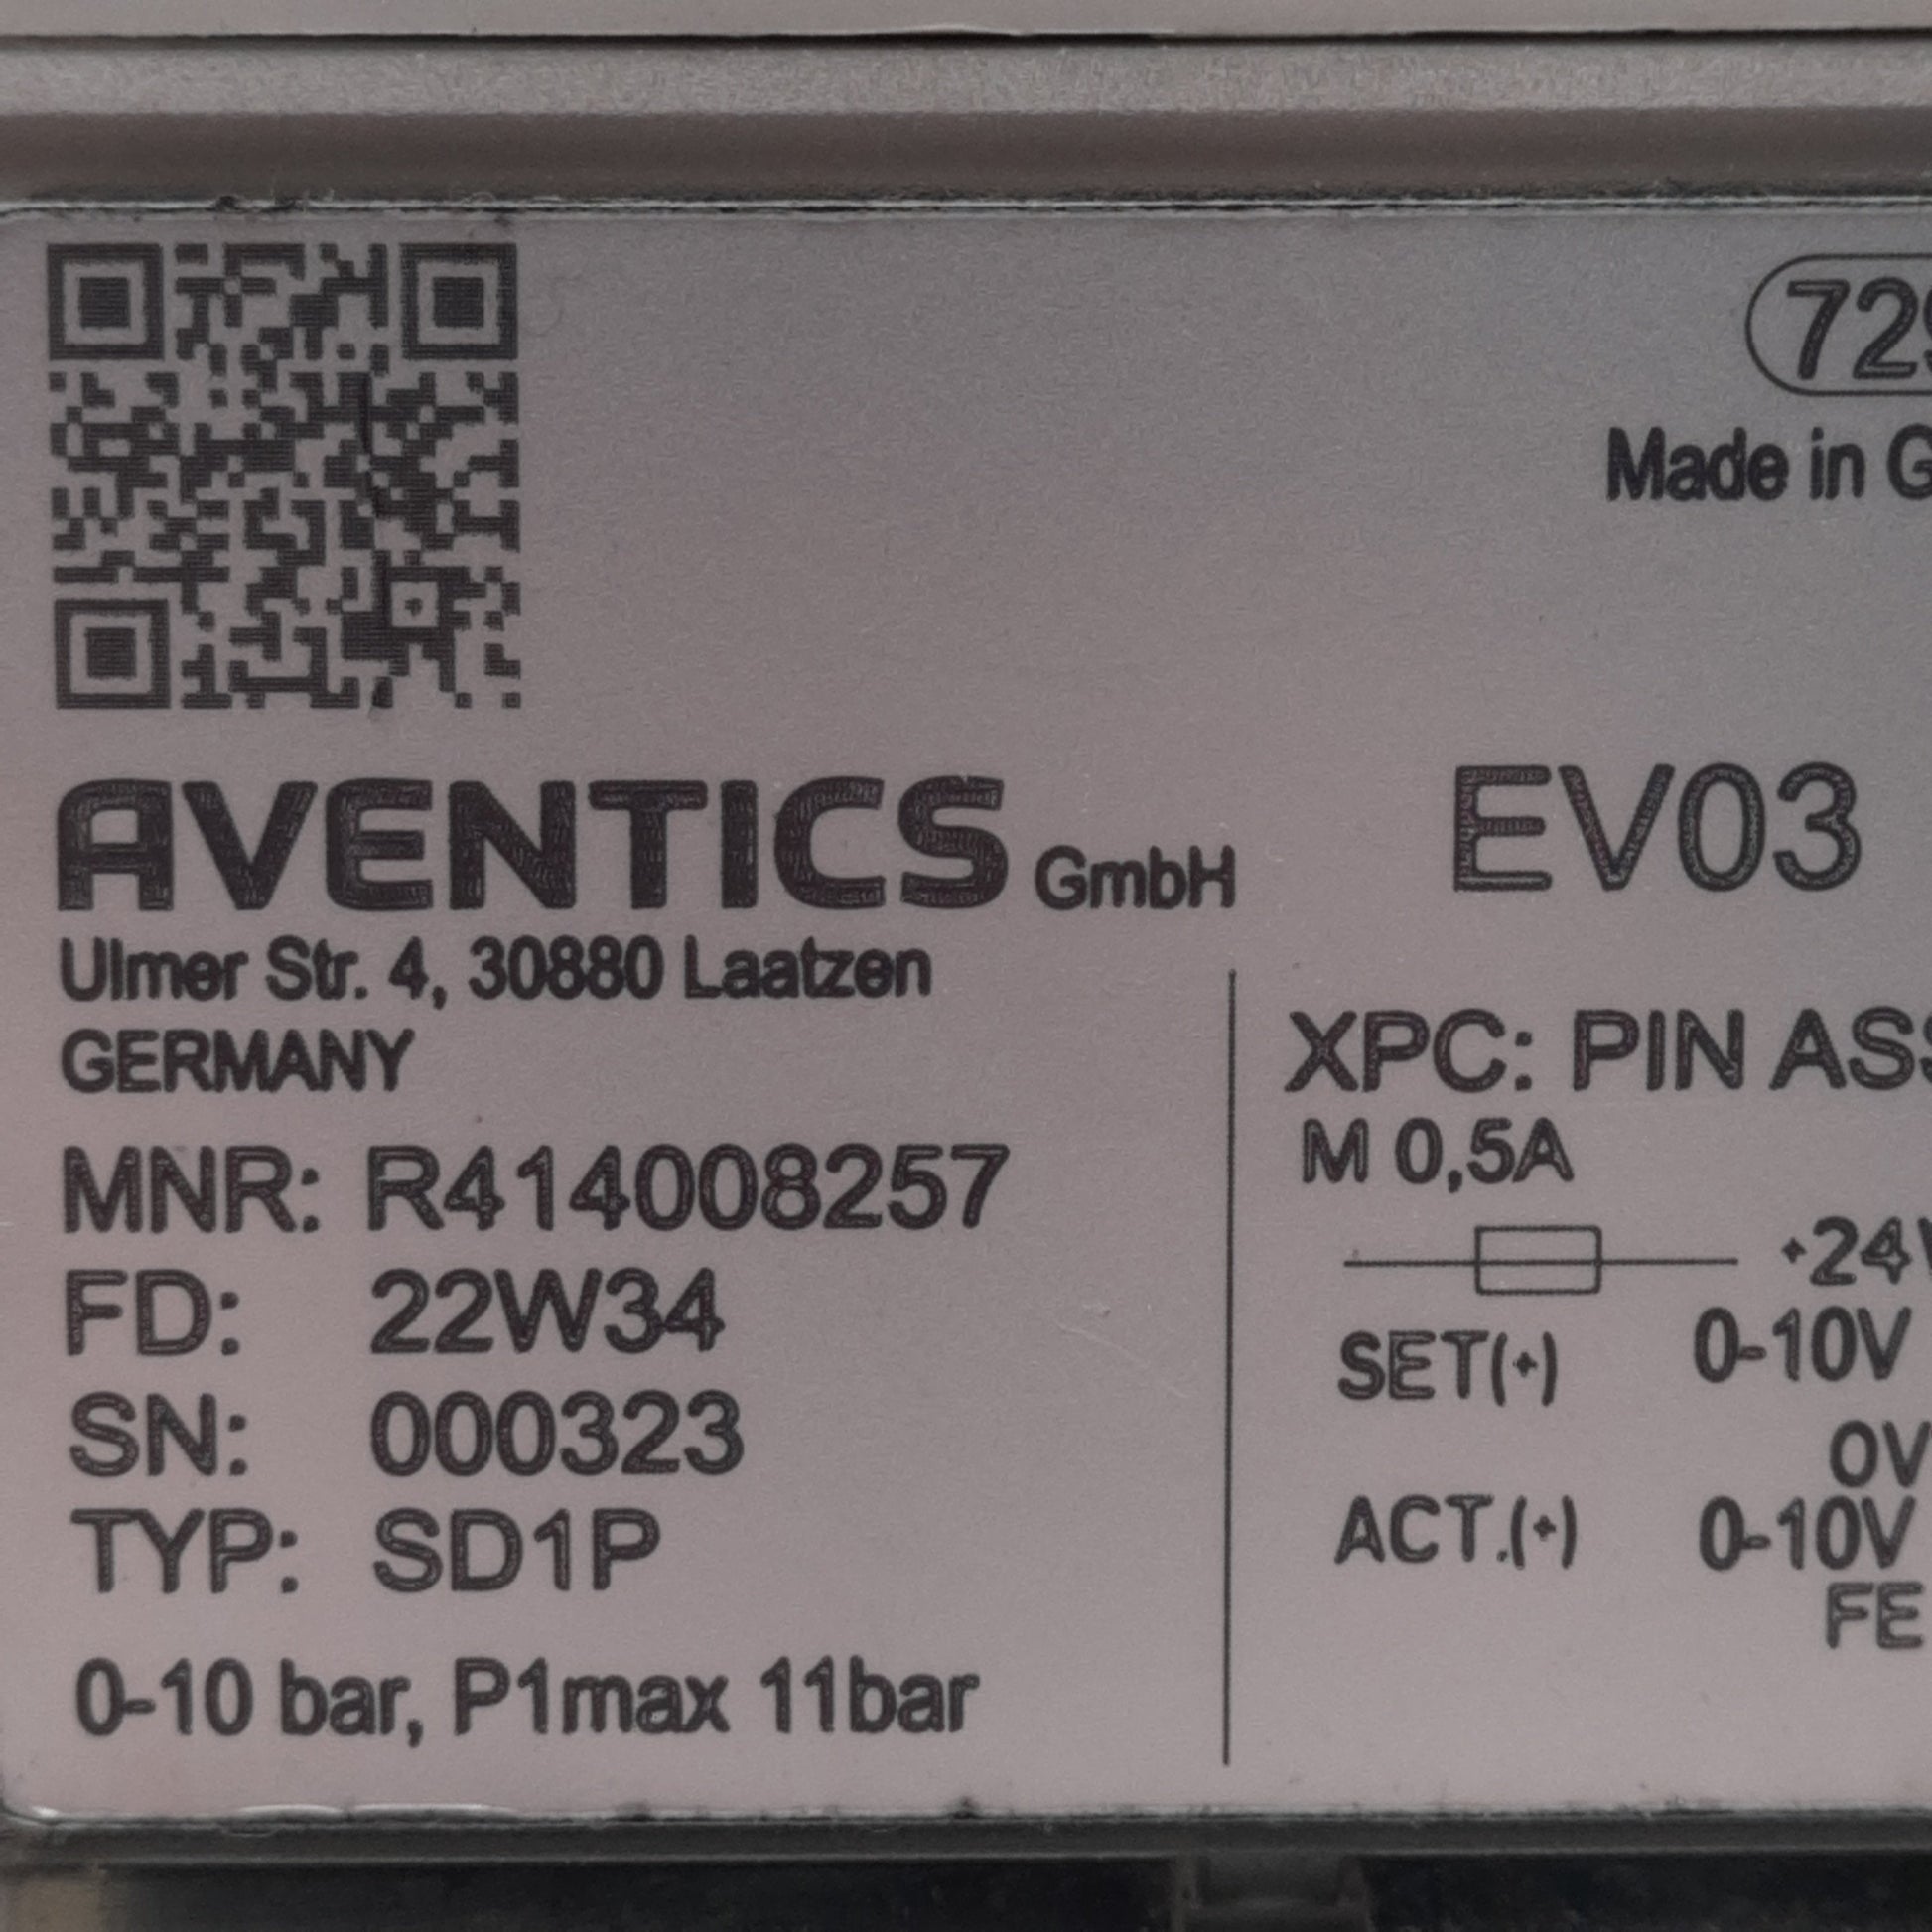 729
Made in G
AVENTICS GmbH
EV03
Ulmer Str. 4, 30880 Laatzen
GERMANY
MNR: R414008257
FD: 22W34
SN: 000323
TYP: SD1P
0-10 bar, P1max 11bar
XPC: PIN ASS
M 0,5A
+24V
SET(+) 0-10V
0V
ACT.(+) 0-10V
FE